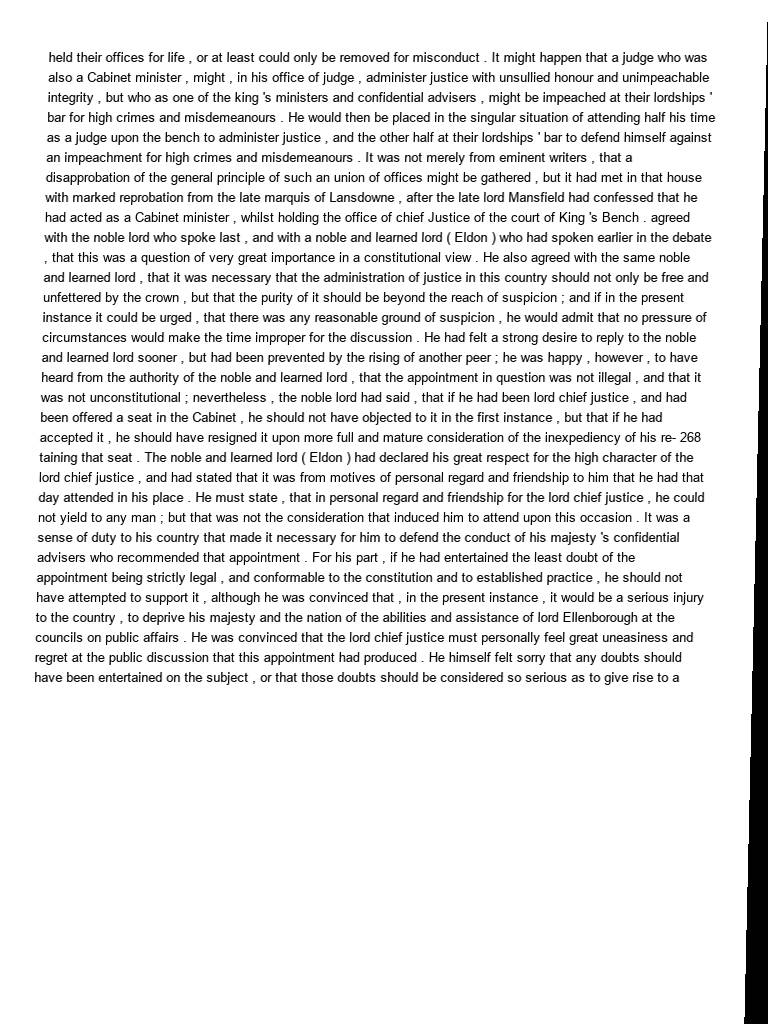 held their offices for life , or at least could only be removed for misconduct . It might happen that a judge who was
also a Cabinet minister , might , in his office of judge , administer justice with unsullied honour and unimpeachable
integrity , but who as one of the king 's ministers and confidential advisers , might be impeached at their lordships '
bar for high crimes and misdemeanours . He would then be placed in the singular situation of attending half his time
as a judge upon the bench to administer justice , and the other half at their lordships ' bar to defend himself against
an impeachment for high crimes and misdemeanours . It was not merely from eminent writers , that a
disapprobation of the general principle of such an union of offices might be gathered , but it had met in that house
with marked reprobation from the late marquis of Lansdowne , after the late lord Mansfield had confessed that he
had acted as a Cabinet minister , whilst holding the office of chief Justice of the court of King 's Bench . agreed
with the noble lord who spoke last , and with a noble and learned lord ( Eldon ) who had spoken earlier in the debate
, that this was a question of very great importance in a constitutional view . He also agreed with the same noble
and learned lord , that it was necessary that the administration of justice in this country should not only be free and
unfettered by the crown , but that the purity of it should be beyond the reach of suspicion ; and if in the present
instance it could be urged , that there was any reasonable ground of suspicion , he would admit that no pressure of
circumstances would make the time improper for the discussion . He had felt a strong desire to reply to the noble
and learned lord sooner , but had been prevented by the rising of another peer ; he was happy , however , to have
heard from the authority of the noble and learned lord , that the appointment in question was not illegal , and that it
was not unconstitutional ; nevertheless , the noble lord had said , that if he had been lord chief justice , and had
been offered a seat in the Cabinet , he should not have objected to it in the first instance , but that if he had
accepted it , he should have resigned it upon more full and mature consideration of the inexpediency of his re- 268
taining that seat . The noble and learned lord ( Eldon ) had declared his great respect for the high character of the
lord chief justice , and had stated that it was from motives of personal regard and friendship to him that he had that
day attended in his place . He must state , that in personal regard and friendship for the lord chief justice , he could
not yield to any man ; but that was not the consideration that induced him to attend upon this occasion . It was a
sense of duty to his country that made it necessary for him to defend the conduct of his majesty 's confidential
advisers who recommended that appointment . For his part , if he had entertained the least doubt of the
appointment being strictly legal , and conformable to the constitution and to established practice , he should not
have attempted to support it , although he was convinced that , in the present instance , it would be a serious injury
to the country , to deprive his majesty and the nation of the abilities and assistance of lord Ellenborough at the
councils on public affairs . He was convinced that the lord chief justice must personally feel great uneasiness and
regret at the public discussion that this appointment had produced . He himself felt sorry that any doubts should
have been entertained on the subject , or that those doubts should be considered so serious as to give rise to a